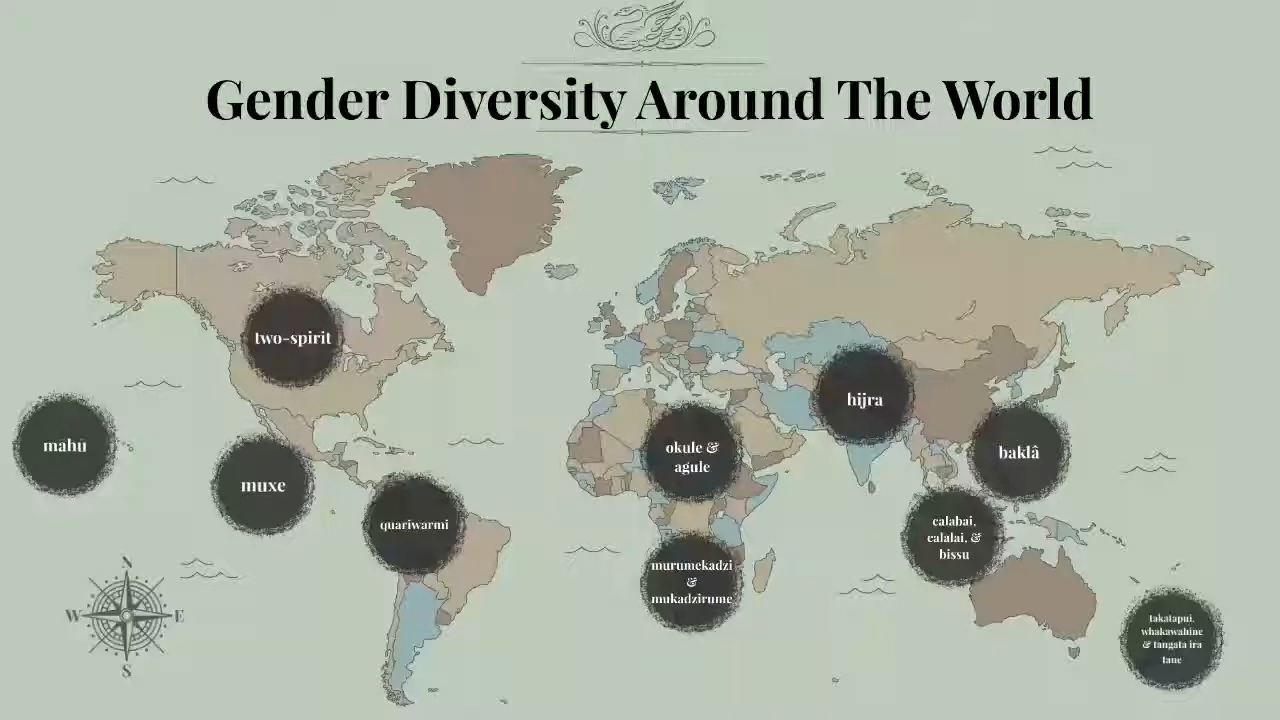 Gender Diversity Around The World
two-spirit
hijra
mahu
okule &
agule
baklâ
muxe
quariwarmi
calabai,
calalai, &
bissu
murumekadzi
&
mukadzirume
takatapui,
whakawahine
& tangata ira
tane
N
W
E
S